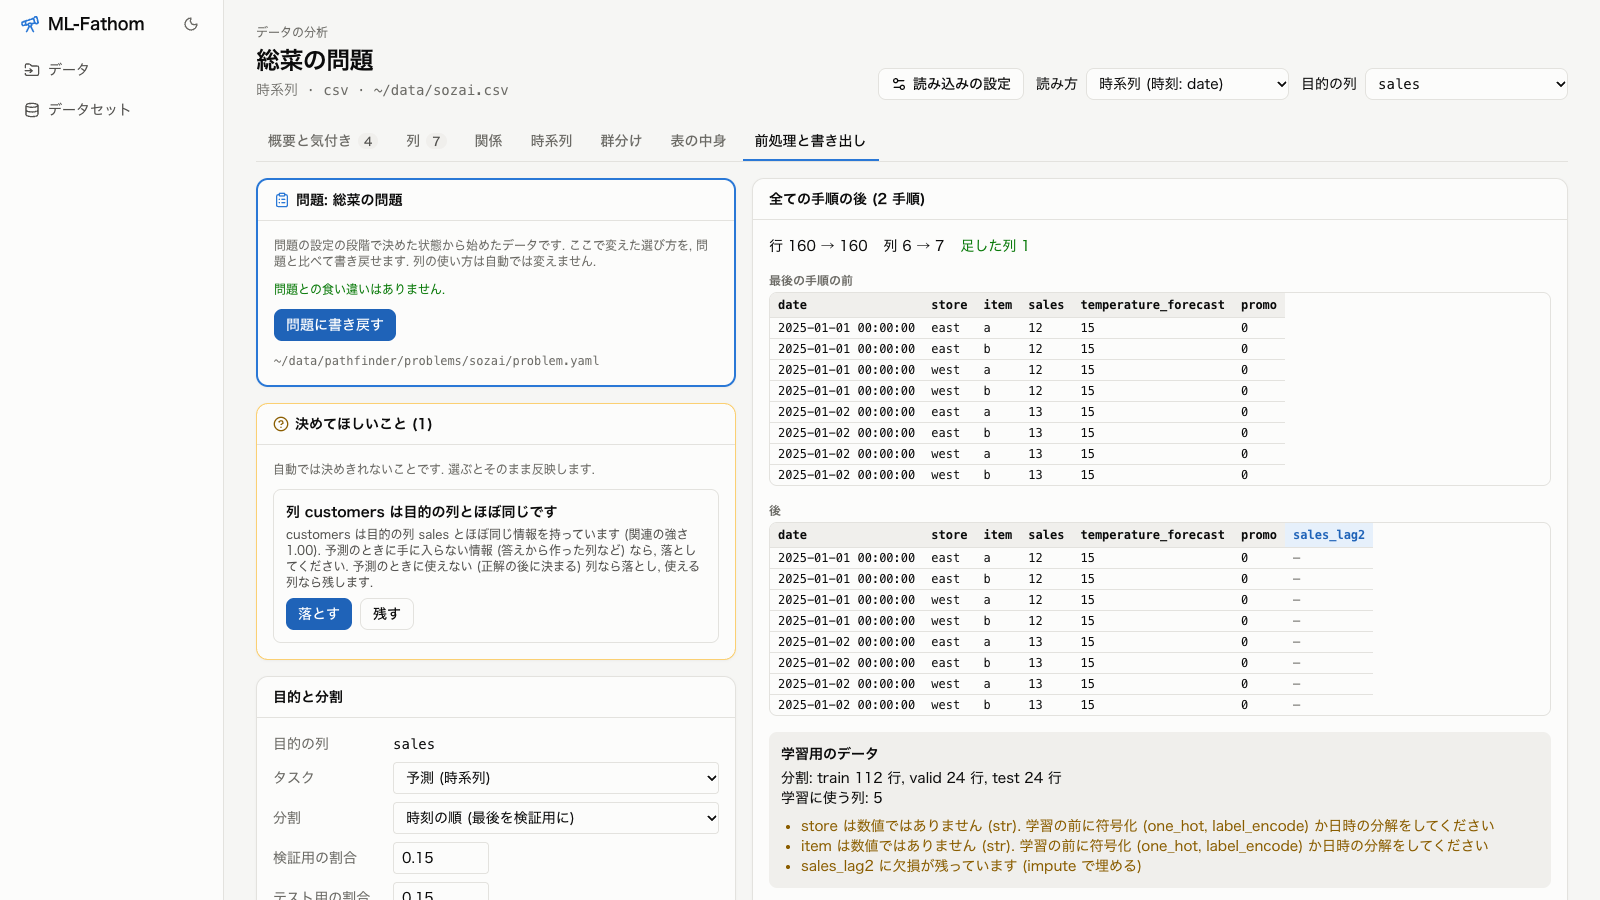 ML-Fathom
データ
データセット
データの分析
総菜の問題
時系列 · csv · ~/data/sozai.csv
読み込みの設定
読み方
時系列 (時刻: date)
目的の列
sales
概要と気付き 4
列 7
関係
時系列
群分け
表の中身
前処理と書き出し
問題: 総菜の問題
問題の設定の段階で決めた状態から始めたデータです. ここで変えた選び方を, 問
題と比べて書き戻せます. 列の使い方は自動では変えません.
問題との食い違いはありません.
問題に書き戻す
~/data/pathfinder/problems/sozai/problem.yaml
決めてほしいこと (1)
自動では決めきれないことです. 選ぶとそのまま反映します.
列 customers は目的の列とほぼ同じです
customers は目的の列 sales とほぼ同じ情報を持っています (関連の強さ
1.00). 予測のときに手に入らない情報 (答えから作った列など) なら, 落とし
てください. 予測のときに使えない (正解の後に決まる) 列なら落とし, 使える
列なら残します.
落とす
残す
目的と分割
目的の列
sales
タスク
予測 (時系列)
分割
時刻の順 (最後を検証用に)
検証用の割合
0.15
テスト用の割合
0.15
全ての手順の後 (2 手順)
行 160 → 160 列 6 → 7 足した列 1
最後の手順の前
date store item sales temperature_forecast promo
2025-01-01 00:00:00 east a 12 15 0
2025-01-01 00:00:00 east b 12 15 0
2025-01-01 00:00:00 west a 12 15 0
2025-01-01 00:00:00 west b 12 15 0
2025-01-02 00:00:00 east a 13 15 0
2025-01-02 00:00:00 east b 13 15 0
2025-01-02 00:00:00 west a 13 15 0
2025-01-02 00:00:00 west b 13 15 0
後
date store item sales temperature_forecast promo sales_lag2
2025-01-01 00:00:00 east a 12 15 0 —
2025-01-01 00:00:00 east b 12 15 0 —
2025-01-01 00:00:00 west a 12 15 0 —
2025-01-01 00:00:00 west b 12 15 0 —
2025-01-02 00:00:00 east a 13 15 0 —
2025-01-02 00:00:00 east b 13 15 0 —
2025-01-02 00:00:00 west a 13 15 0 —
2025-01-02 00:00:00 west b 13 15 0 —
学習用のデータ
分割: train 112 行, valid 24 行, test 24 行
学習に使う列: 5
• store は数値ではありません (str). 学習の前に符号化 (one_hot, label_encode) か日時の分解をしてください
• item は数値ではありません (str). 学習の前に符号化 (one_hot, label_encode) か日時の分解をしてください
• sales_lag2 に欠損が残っています (impute で埋める)